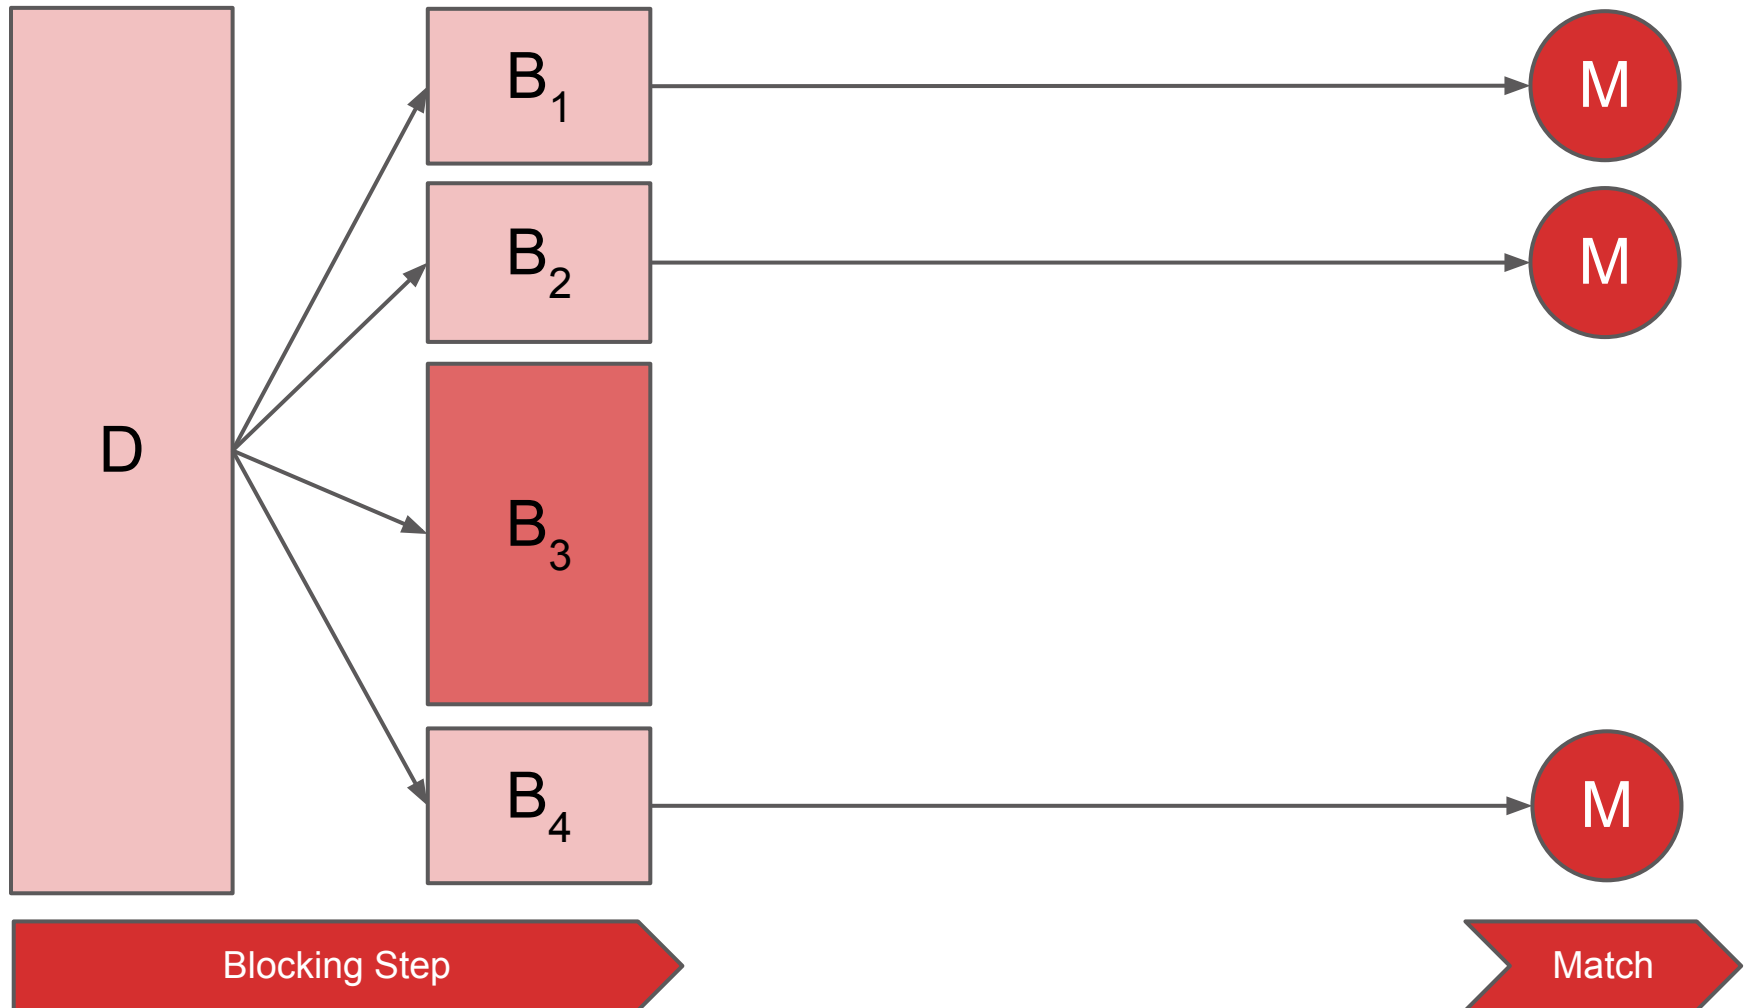 D
B₁
M
B₂
M
B₃
B₄
M
Blocking Step
Match